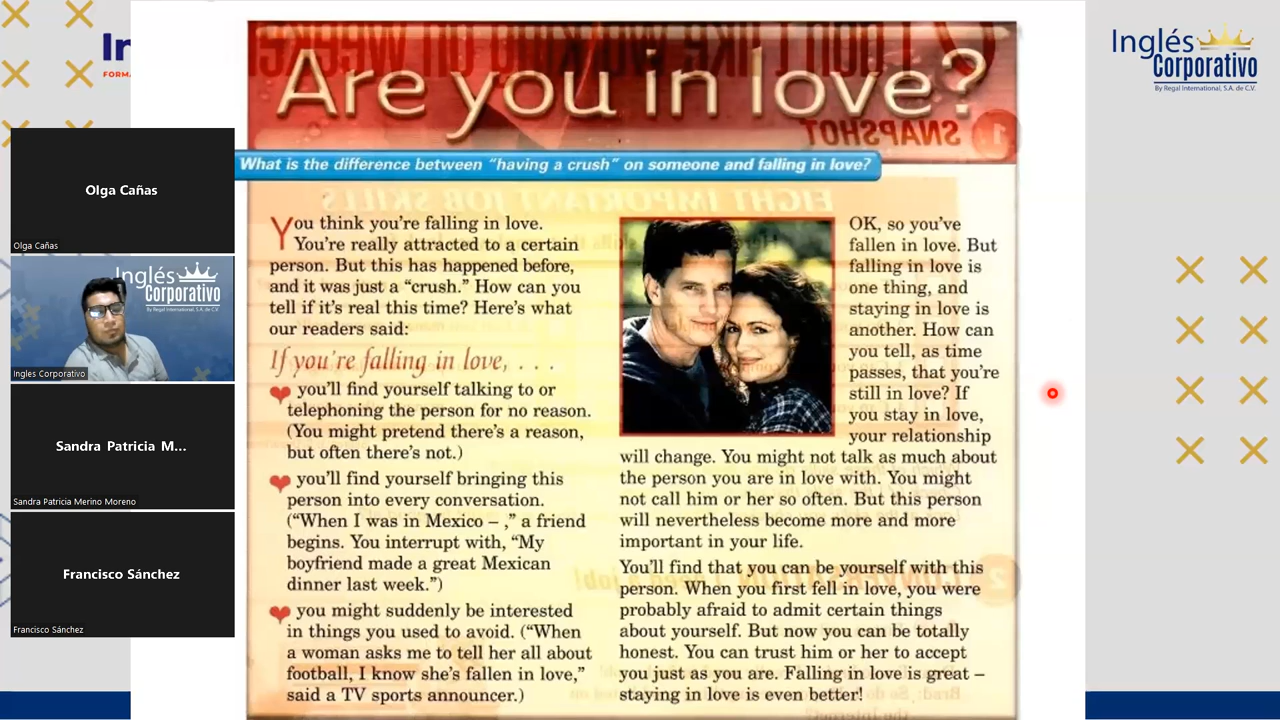 In
FORMA
Inglés
Corporativo
By Regal International, S.A. de C.V.
Olga Cañas
Olga Cañas
Inglés
Corporativo
By Regal International, S.A. de C.V.
Ingles Corporativo
Sandra Patricia M...
Sandra Patricia Merino Moreno
Francisco Sánchez
Francisco Sánchez
Are you in love?
What is the difference between "having a crush" on someone and falling in love?
You think you're falling in love.
You're really attracted to a certain
person. But this has happened before,
and it was just a "crush." How can you
tell if it's real this time? Here's what
our readers said:
If you're falling in love, . . .
you'll find yourself talking to or
telephoning the person for no reason.
(You might pretend there's a reason,
but often there's not.)
you'll find yourself bringing this
person into every conversation.
("When I was in Mexico – ," a friend
begins. You interrupt with, "My
boyfriend made a great Mexican
dinner last week.")
you might suddenly be interested
in things you used to avoid. ("When
a woman asks me to tell her all about
football, I know she's fallen in love,"
said a TV sports announcer.)
OK, so you've
fallen in love. But
falling in love is
one thing, and
staying in love is
another. How can
you tell, as time
passes, that you're
still in love? If
you stay in love,
your relationship
will change. You might not talk as much about
the person you are in love with. You might
not call him or her so often. But this person
will nevertheless become more and more
important in your life.
You'll find that you can be yourself with this
person. When you first fell in love, you were
probably afraid to admit certain things
about yourself. But now you can be totally
honest. You can trust him or her to accept
you just as you are. Falling in love is great –
staying in love is even better!